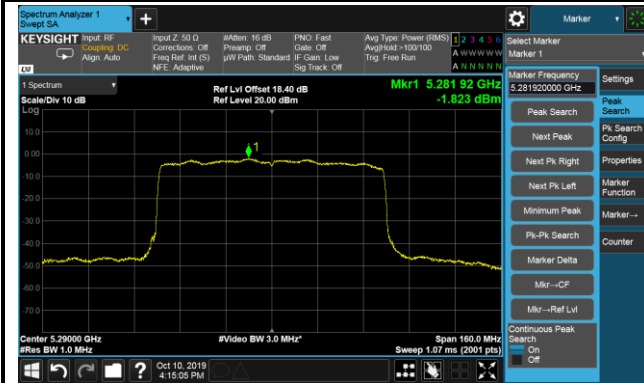 Spectrum Analyzer 1
Swept SA
+
Marker
KEYSIGHT
Input: RF
Coupling: DC
Align: Auto
Input Z: 50 Ω
Corrections: Off
Freq Ref: Int (S)
NFE: Adaptive
#Atten: 16 dB
Preamp: Off
µW Path: Standard
PNO: Fast
Gate: Off
IF Gain: Low
Sig Track: Off
Avg Type: Power (RMS)
Avg|Hold:>100/100
Trig: Free Run
1 2 3 4 5 6
A W W W W W
A N N N N N
LXI
Select Marker
Marker 1
1 Spectrum
Scale/Div 10 dB
Log
Ref Lvl Offset 18.40 dB
Ref Level 20.00 dBm
Mkr1 5.281 92 GHz
-1.823 dBm
1
10.0
0.00
-10.0
-20.0
-30.0
-40.0
-50.0
-60.0
-70.0
Center 5.29000 GHz
#Res BW 1.0 MHz
#Video BW 3.0 MHz*
Span 160.0 MHz
Sweep 1.07 ms (2001 pts)
Marker Frequency
5.281920000 GHz
Peak Search
Next Peak
Next Pk Right
Next Pk Left
Minimum Peak
Pk-Pk Search
Marker Delta
Mkr→CF
Mkr→Ref Lvl
Continuous Peak
Search
On
Off
Settings
Peak
Search
Pk Search
Config
Properties
Marker
Function
Marker→
Counter
?
Oct 10, 2019
4:15:05 PM